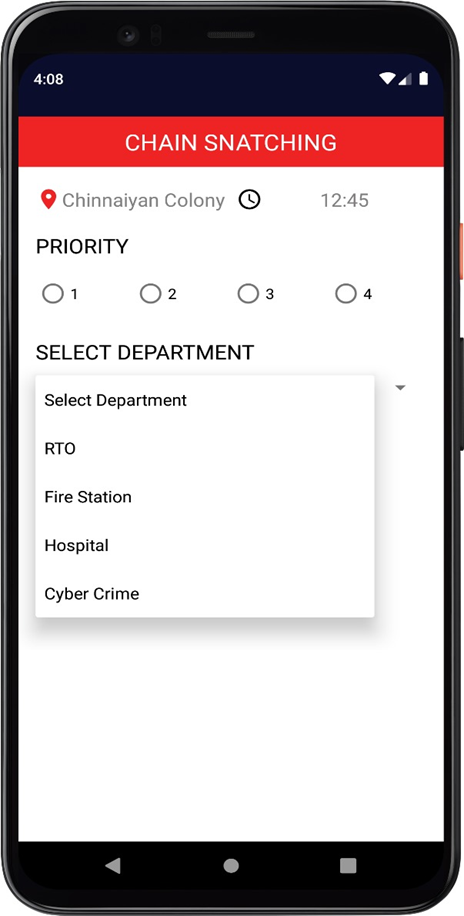 4:08
CHAIN SNATCHING
Chinnaiyan Colony 12:45
PRIORITY
1 2 3 4
SELECT DEPARTMENT
Select Department
RTO
Fire Station
Hospital
Cyber Crime